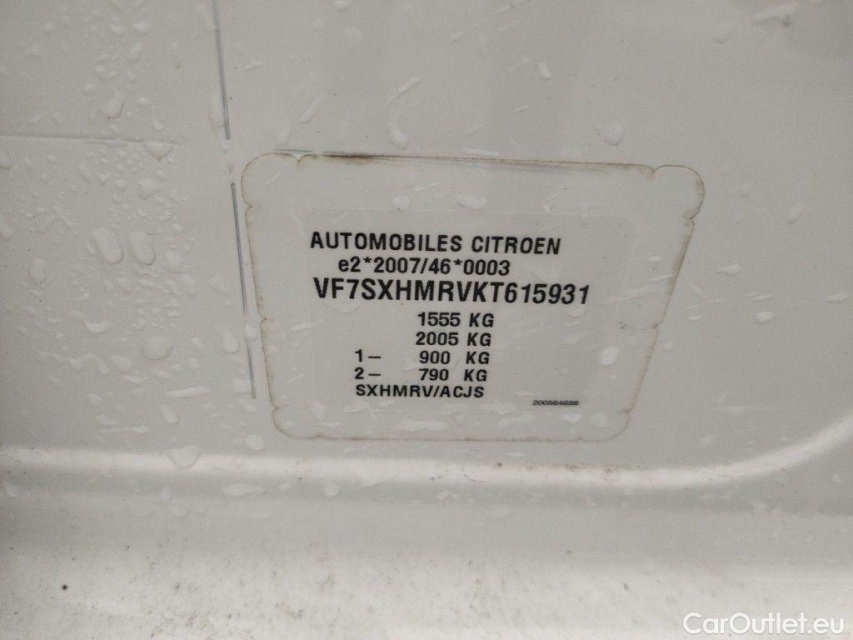 AUTOMOBILES CITROEN
e2*2007/46*0003
VF7SXHMRVKT615931
1555 KG
2005 KG
1– 900 KG
2– 790 KG
SXHMRV/ACJS
CarOutlet.eu